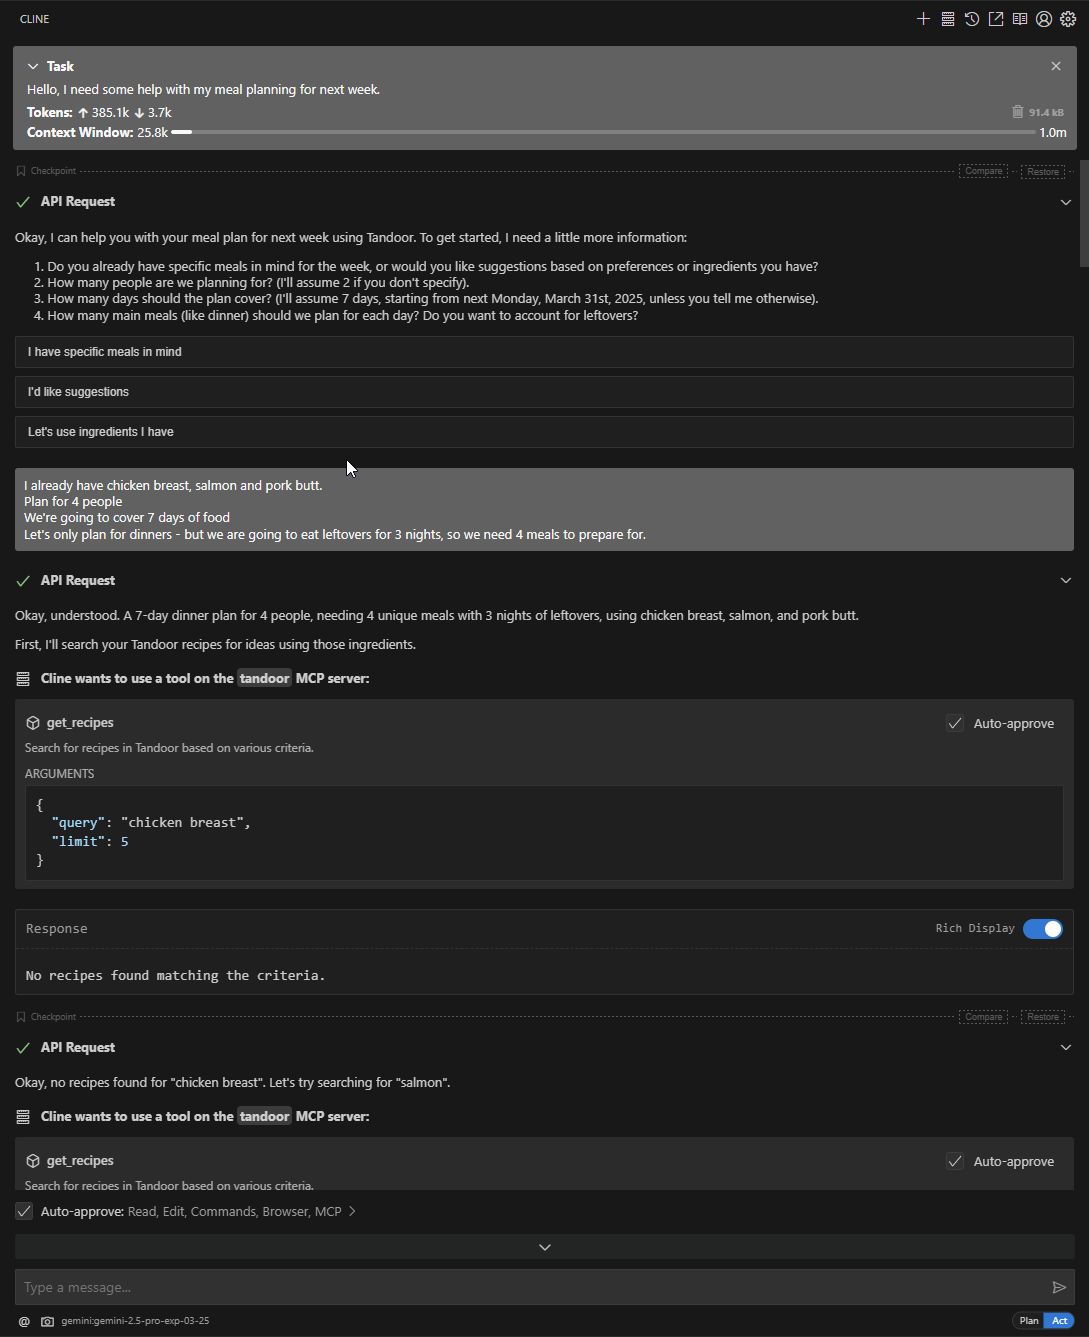 CLINE
Task
Hello, I need some help with my meal planning for next week.
Tokens: ↑ 385.1k ↓ 3.7k
91.4 kB
Context Window: 25.8k 1.0m
Checkpoint Compare Restore
API Request
Okay, I can help you with your meal plan for next week using Tandoor. To get started, I need a little more information:
1. Do you already have specific meals in mind for the week, or would you like suggestions based on preferences or ingredients you have?
2. How many people are we planning for? (I'll assume 2 if you don't specify).
3. How many days should the plan cover? (I'll assume 7 days, starting from next Monday, March 31st, 2025, unless you tell me otherwise).
4. How many main meals (like dinner) should we plan for each day? Do you want to account for leftovers?
I have specific meals in mind
I'd like suggestions
Let's use ingredients I have
I already have chicken breast, salmon and pork butt.
Plan for 4 people
We're going to cover 7 days of food
Let's only plan for dinners - but we are going to eat leftovers for 3 nights, so we need 4 meals to prepare for.
API Request
Okay, understood. A 7-day dinner plan for 4 people, needing 4 unique meals with 3 nights of leftovers, using chicken breast, salmon, and pork butt.
First, I'll search your Tandoor recipes for ideas using those ingredients.
Cline wants to use a tool on the tandoor MCP server:
get_recipes Auto-approve
Search for recipes in Tandoor based on various criteria.
ARGUMENTS
{
"query": "chicken breast",
"limit": 5
}
Response Rich Display
No recipes found matching the criteria.
Checkpoint Compare Restore
API Request
Okay, no recipes found for "chicken breast". Let's try searching for "salmon".
Cline wants to use a tool on the tandoor MCP server:
get_recipes Auto-approve
Search for recipes in Tandoor based on various criteria.
Auto-approve: Read, Edit, Commands, Browser, MCP >
Type a message...
@ gemini:gemini-2.5-pro-exp-03-25 Plan Act